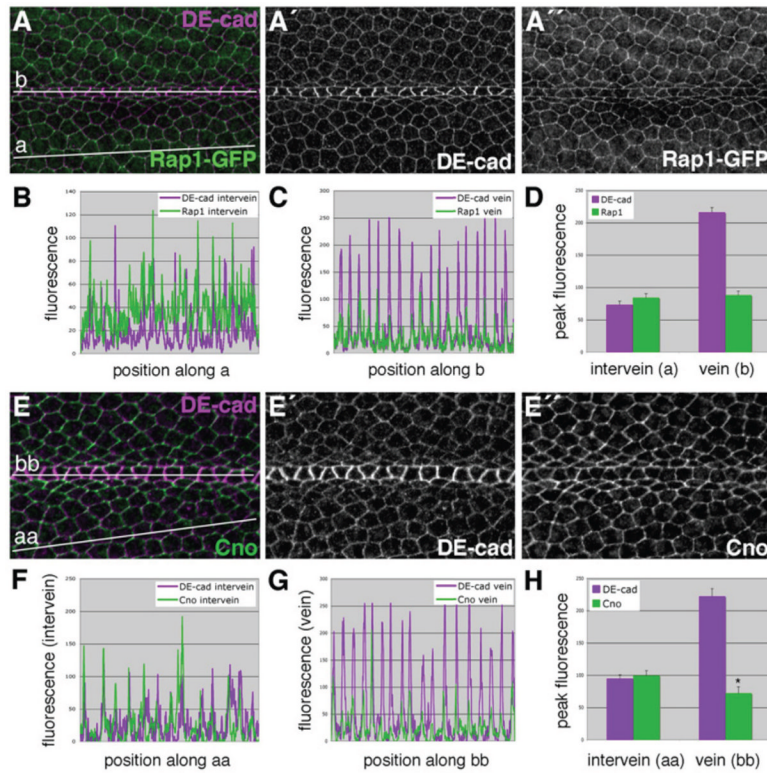 A DE-cad
b
a
Rap1-GFP
A´
DE-cad
A´´
Rap1-GFP
B
DE-cad intervein
Rap1 intervein
fluorescence
140
120
100
80
60
40
20
0
position along a
C
DE-cad vein
Rap1 vein
fluorescence
300
250
200
150
100
50
0
position along b
D
DE-cad
Rap1
peak fluorescence
250
200
150
100
50
0
intervein (a) vein (b)
E DE-cad
bb
aa
Cno
E´
DE-cad
E´´
Cno
F
DE-cad intervein
Cno intervein
fluorescence (intervein)
250
200
150
100
50
0
position along aa
G
DE-cad vein
Cno vein
fluorescence (vein)
300
250
200
150
100
50
0
position along bb
H
DE-cad
Cno
peak fluorescence
250
200
150
100
50
0
*
intervein (aa) vein (bb)